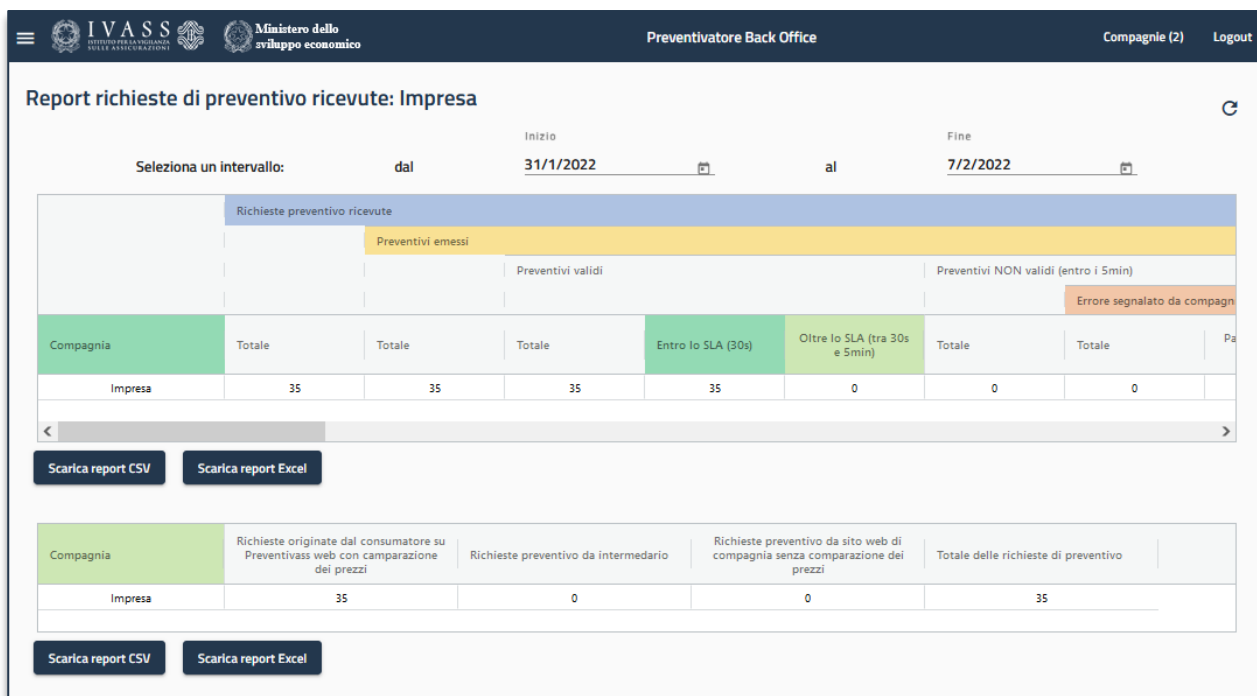 IVASS
ISTITUTO PER LA VIGILANZA
SULLE ASSICURAZIONI
Ministero dello
sviluppo economico
Preventivatore Back Office
Compagnie (2)
Logout
Report richieste di preventivo ricevute: Impresa
Inizio
Fine
Seleziona un intervallo:
dal
31/1/2022
al
7/2/2022
Richieste preventivo ricevute
Preventivi emessi
Preventivi validi
Preventivi NON validi (entro i 5min)
Errore segnalato da compagn
Compagnia
Totale
Totale
Totale
Entro lo SLA (30s)
Oltre lo SLA (tra 30s
e 5min)
Totale
Totale
Pa
Impresa
35
35
35
35
0
0
0
Scarica report CSV
Scarica report Excel
Compagnia
Richieste originate dal consumatore su
Preventivass web con camparazione
dei prezzi
Richieste preventivo da intermedario
Richieste preventivo da sito web di
compagnia senza comparazione dei
prezzi
Totale delle richieste di preventivo
Impresa
35
0
0
35
Scarica report CSV
Scarica report Excel